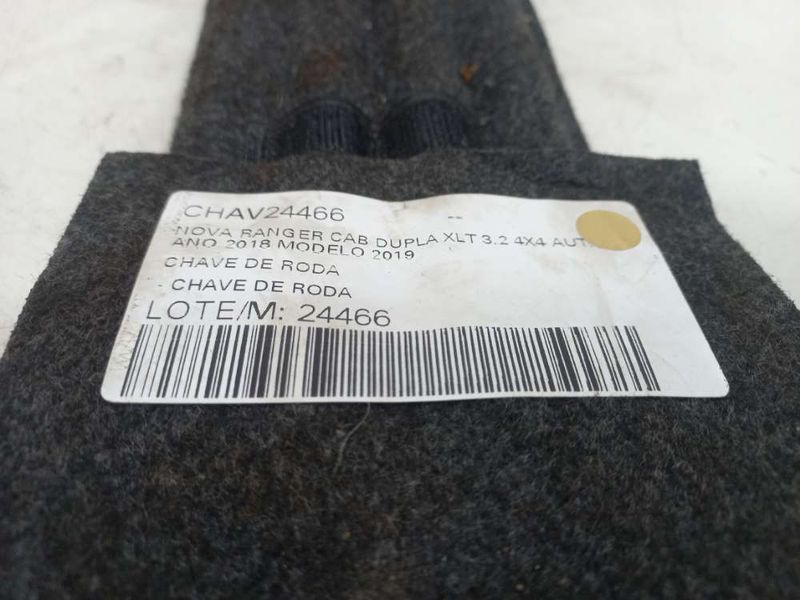 CHAV24466 --
NOVA RANGER CAB DUPLA XLT 3.2 4X4 AUT
ANO 2018 MODELO 2019
CHAVE DE RODA
- CHAVE DE RODA
LOTE/M: 24466